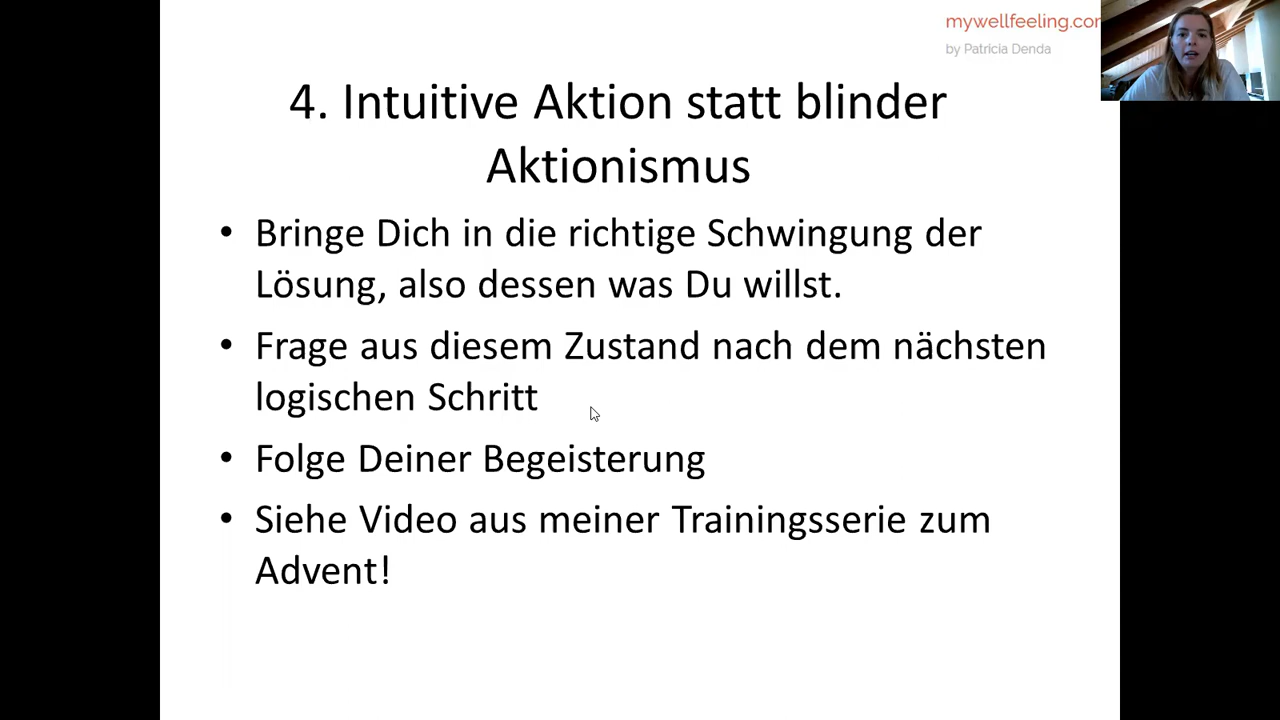 mywellfeeling.com
by Patricia Denda
4. Intuitive Aktion statt blinder
Aktionismus
• Bringe Dich in die richtige Schwingung der
Lösung, also dessen was Du willst.
• Frage aus diesem Zustand nach dem nächsten
logischen Schritt
• Folge Deiner Begeisterung
• Siehe Video aus meiner Trainingsserie zum
Advent!